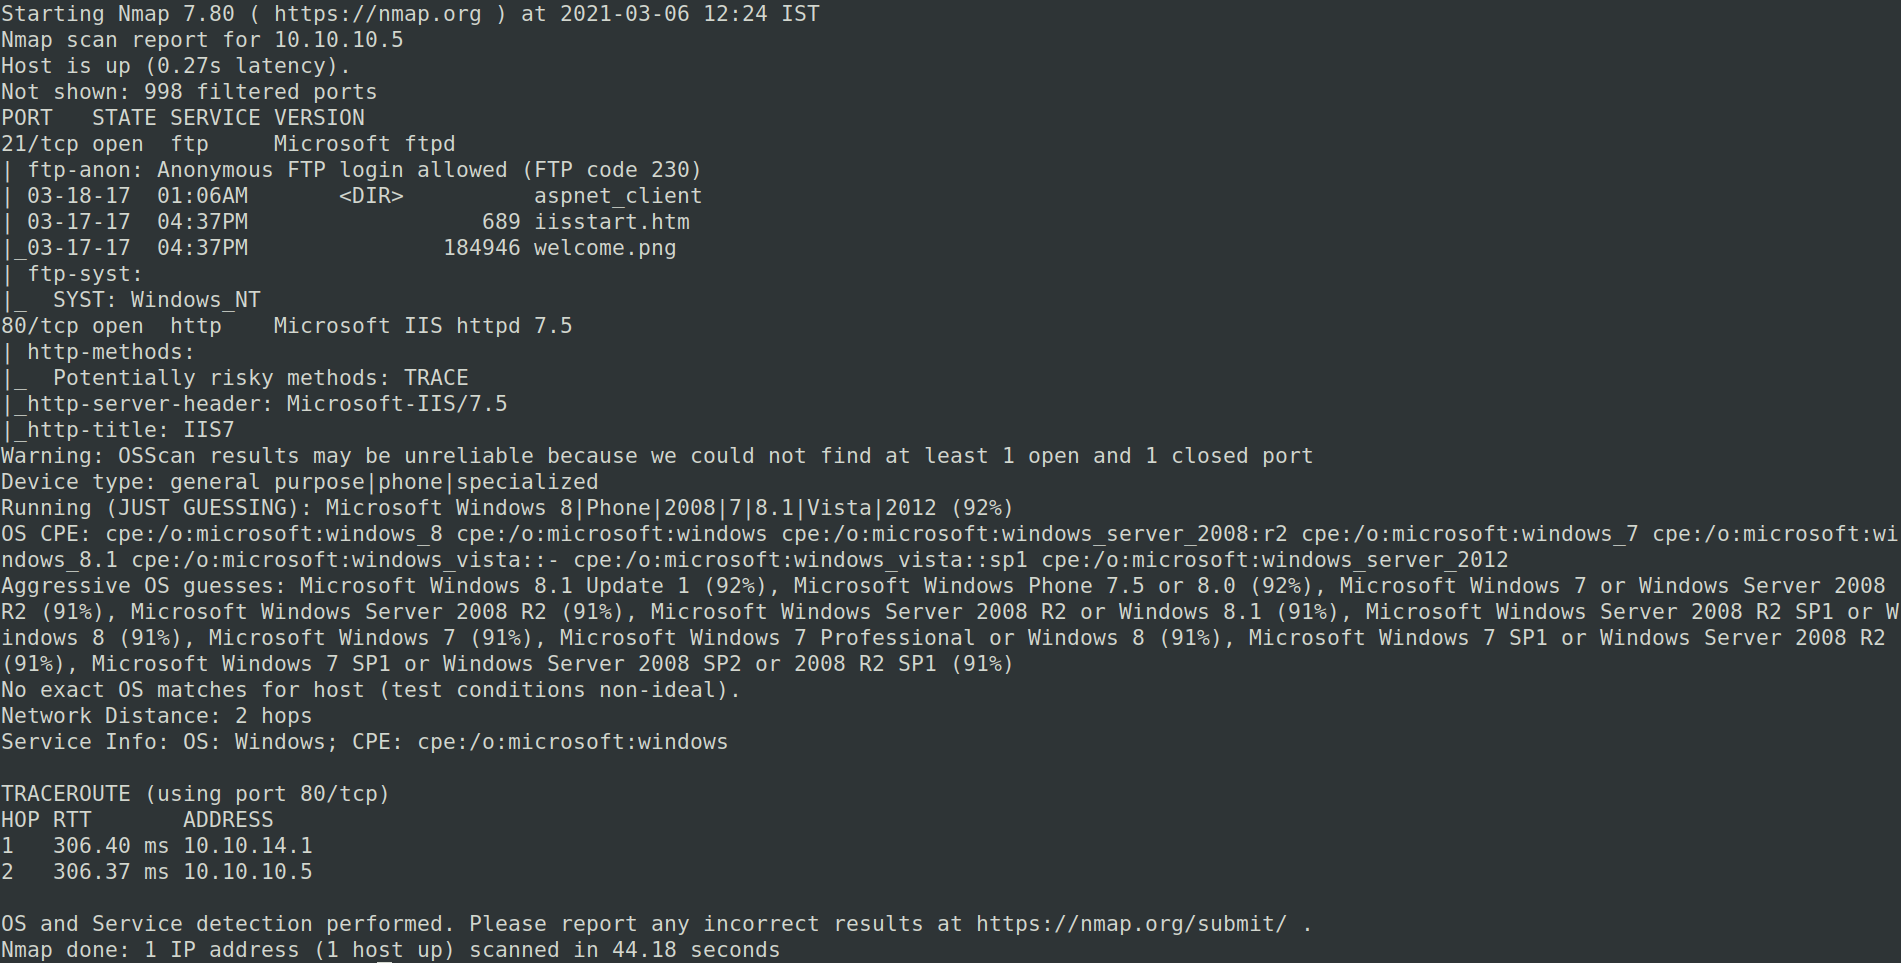 Starting Nmap 7.80 ( https://nmap.org ) at 2021-03-06 12:24 IST
Nmap scan report for 10.10.10.5
Host is up (0.27s latency).
Not shown: 998 filtered ports
PORT   STATE SERVICE VERSION
21/tcp open  ftp     Microsoft ftpd
| ftp-anon: Anonymous FTP login allowed (FTP code 230)
| 03-18-17  01:06AM       <DIR>          aspnet_client
| 03-17-17  04:37PM                  689 iisstart.htm
|_03-17-17  04:37PM               184946 welcome.png
| ftp-syst:
|_  SYST: Windows_NT
80/tcp open  http    Microsoft IIS httpd 7.5
| http-methods:
|_  Potentially risky methods: TRACE
|_http-server-header: Microsoft-IIS/7.5
|_http-title: IIS7
Warning: OSScan results may be unreliable because we could not find at least 1 open and 1 closed port
Device type: general purpose|phone|specialized
Running (JUST GUESSING): Microsoft Windows 8|Phone|2008|7|8.1|Vista|2012 (92%)
OS CPE: cpe:/o:microsoft:windows_8 cpe:/o:microsoft:windows cpe:/o:microsoft:windows_server_2008:r2 cpe:/o:microsoft:windows_7 cpe:/o:microsoft:wi
ndows_8.1 cpe:/o:microsoft:windows_vista::- cpe:/o:microsoft:windows_vista::sp1 cpe:/o:microsoft:windows_server_2012
Aggressive OS guesses: Microsoft Windows 8.1 Update 1 (92%), Microsoft Windows Phone 7.5 or 8.0 (92%), Microsoft Windows 7 or Windows Server 2008
R2 (91%), Microsoft Windows Server 2008 R2 (91%), Microsoft Windows Server 2008 R2 or Windows 8.1 (91%), Microsoft Windows Server 2008 R2 SP1 or W
indows 8 (91%), Microsoft Windows 7 (91%), Microsoft Windows 7 Professional or Windows 8 (91%), Microsoft Windows 7 SP1 or Windows Server 2008 R2
(91%), Microsoft Windows 7 SP1 or Windows Server 2008 SP2 or 2008 R2 SP1 (91%)
No exact OS matches for host (test conditions non-ideal).
Network Distance: 2 hops
Service Info: OS: Windows; CPE: cpe:/o:microsoft:windows

TRACEROUTE (using port 80/tcp)
HOP RTT       ADDRESS
1   306.40 ms 10.10.14.1
2   306.37 ms 10.10.10.5

OS and Service detection performed. Please report any incorrect results at https://nmap.org/submit/ .
Nmap done: 1 IP address (1 host up) scanned in 44.18 seconds